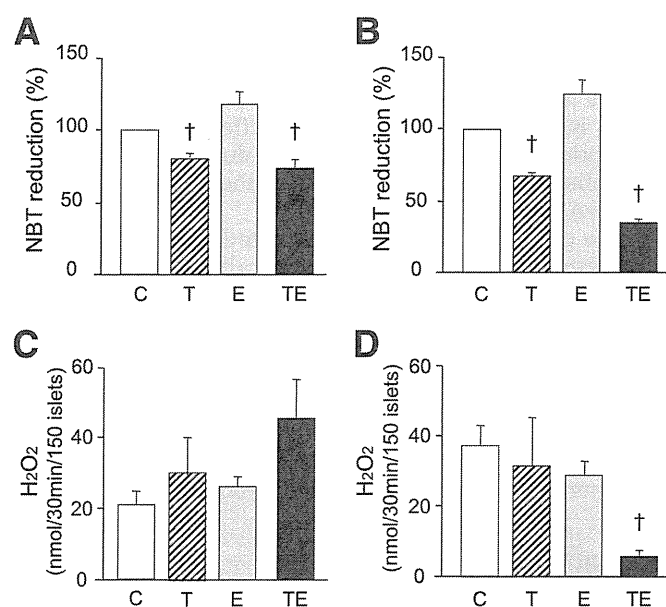 A
NBT reduction (%)
150
100
50
0
†
†
C T E TE
B
NBT reduction (%)
150
100
50
0
†
†
C T E TE
C
H₂O₂
(nmol/30min/150 islets)
60
40
20
0
C T E TE
D
H₂O₂
(nmol/30min/150 islets)
60
40
20
0
†
C T E TE